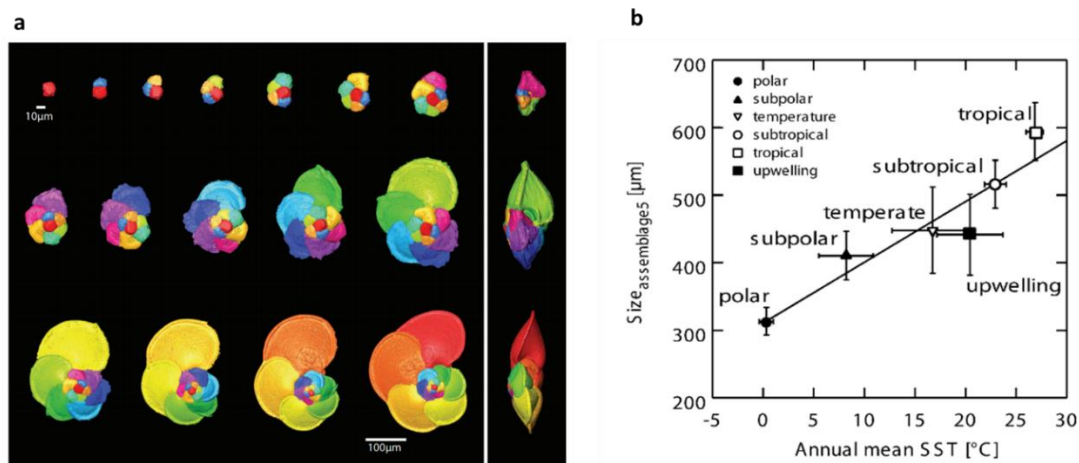 a
10µm
100µm
b
700
600
500
400
300
200
-5
0
5
10
15
20
25
30
Size assemblage5 [µm]
Annual mean SST [°C]
polar
subpolar
temperature
subtropical
tropical
upwelling
tropical
subtropical
temperate
subpolar
upwelling
polar